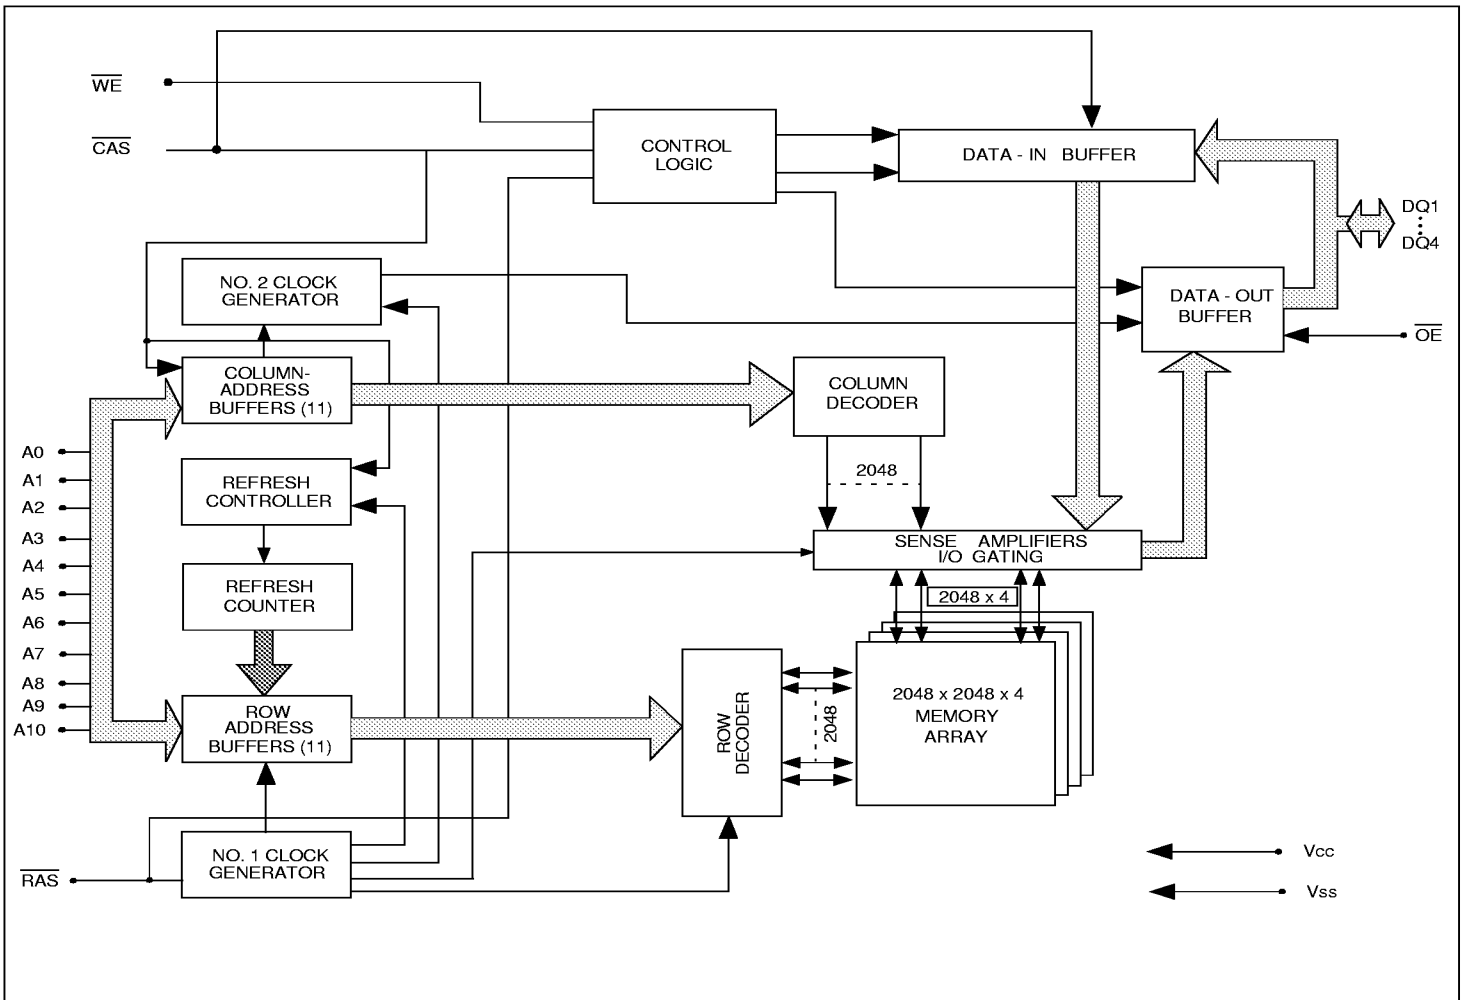 WE
CAS
CONTROL
LOGIC
DATA - IN BUFFER
DQ1
DQ4
NO. 2 CLOCK
GENERATOR
DATA - OUT
BUFFER
OE
COLUMN-
ADDRESS
BUFFERS (11)
COLUMN
DECODER
A0
A1
A2
A3
A4
A5
A6
A7
A8
A9
A10
2048
REFRESH
CONTROLLER
SENSE AMPLIFIERS
I/O GATING
REFRESH
COUNTER
2048 x 4
ROW
ADDRESS
BUFFERS (11)
ROW
DECODER
2048
2048 x 2048 x 4
MEMORY
ARRAY
NO. 1 CLOCK
GENERATOR
RAS
Vcc
Vss